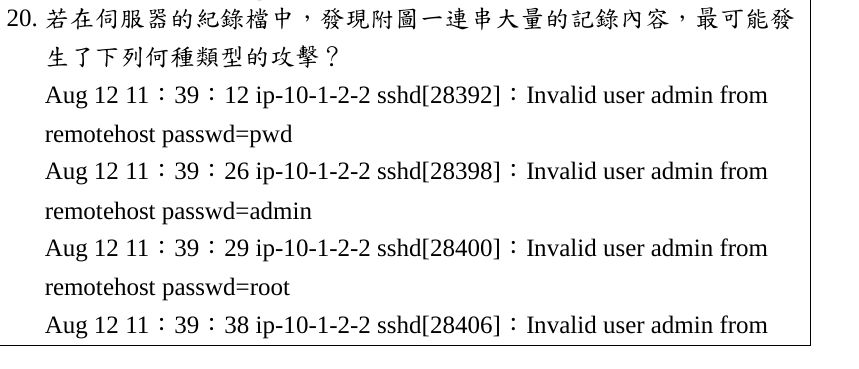 20. 若在伺服器的紀錄檔中，發現附圖一連串大量的記錄內容，最可能發
生了下列何種類型的攻擊？
Aug 12 11：39：12 ip-10-1-2-2 sshd[28392]：Invalid user admin from
remotehost passwd=pwd
Aug 12 11：39：26 ip-10-1-2-2 sshd[28398]：Invalid user admin from
remotehost passwd=admin
Aug 12 11：39：29 ip-10-1-2-2 sshd[28400]：Invalid user admin from
remotehost passwd=root
Aug 12 11：39：38 ip-10-1-2-2 sshd[28406]：Invalid user admin from